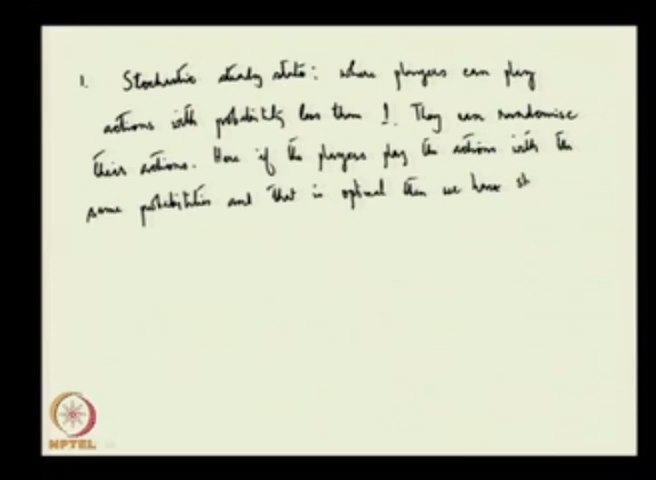 1. Stochastic steady state: where players can play
actions with probability less than 1. They can randomise
their actions. Here if the players play the actions with the
same probabilities and that is optimal then we have st
NPTEL